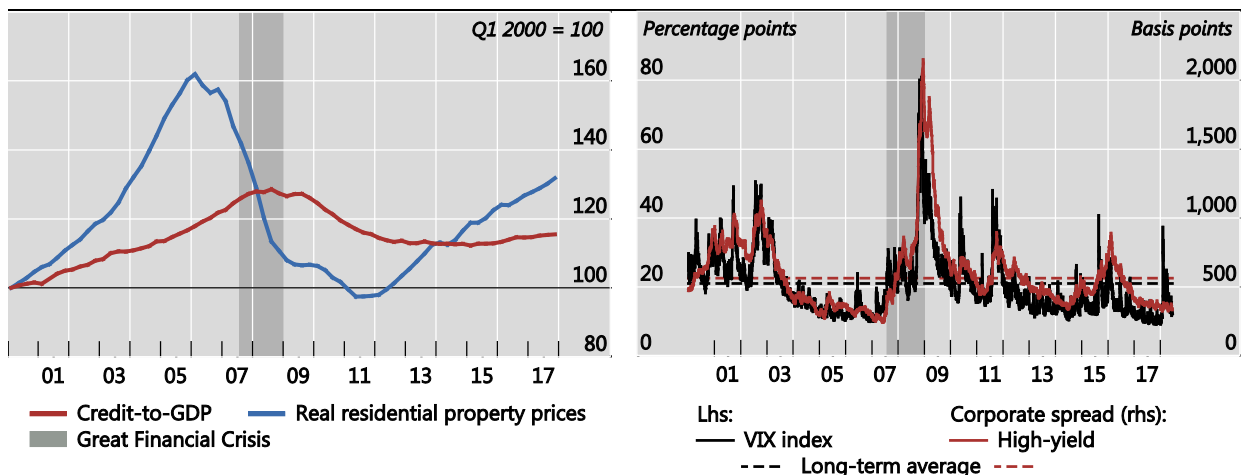 Q1 2000 = 100
160
140
120
100
80
01 03 05 07 09 11 13 15 17
Credit-to-GDP Real residential property prices
Great Financial Crisis
Percentage points Basis points
80 2,000
60 1,500
40 1,000
20 500
0 0
01 03 05 07 09 11 13 15 17
Lhs: Corporate spread (rhs):
VIX index High-yield
Long-term average